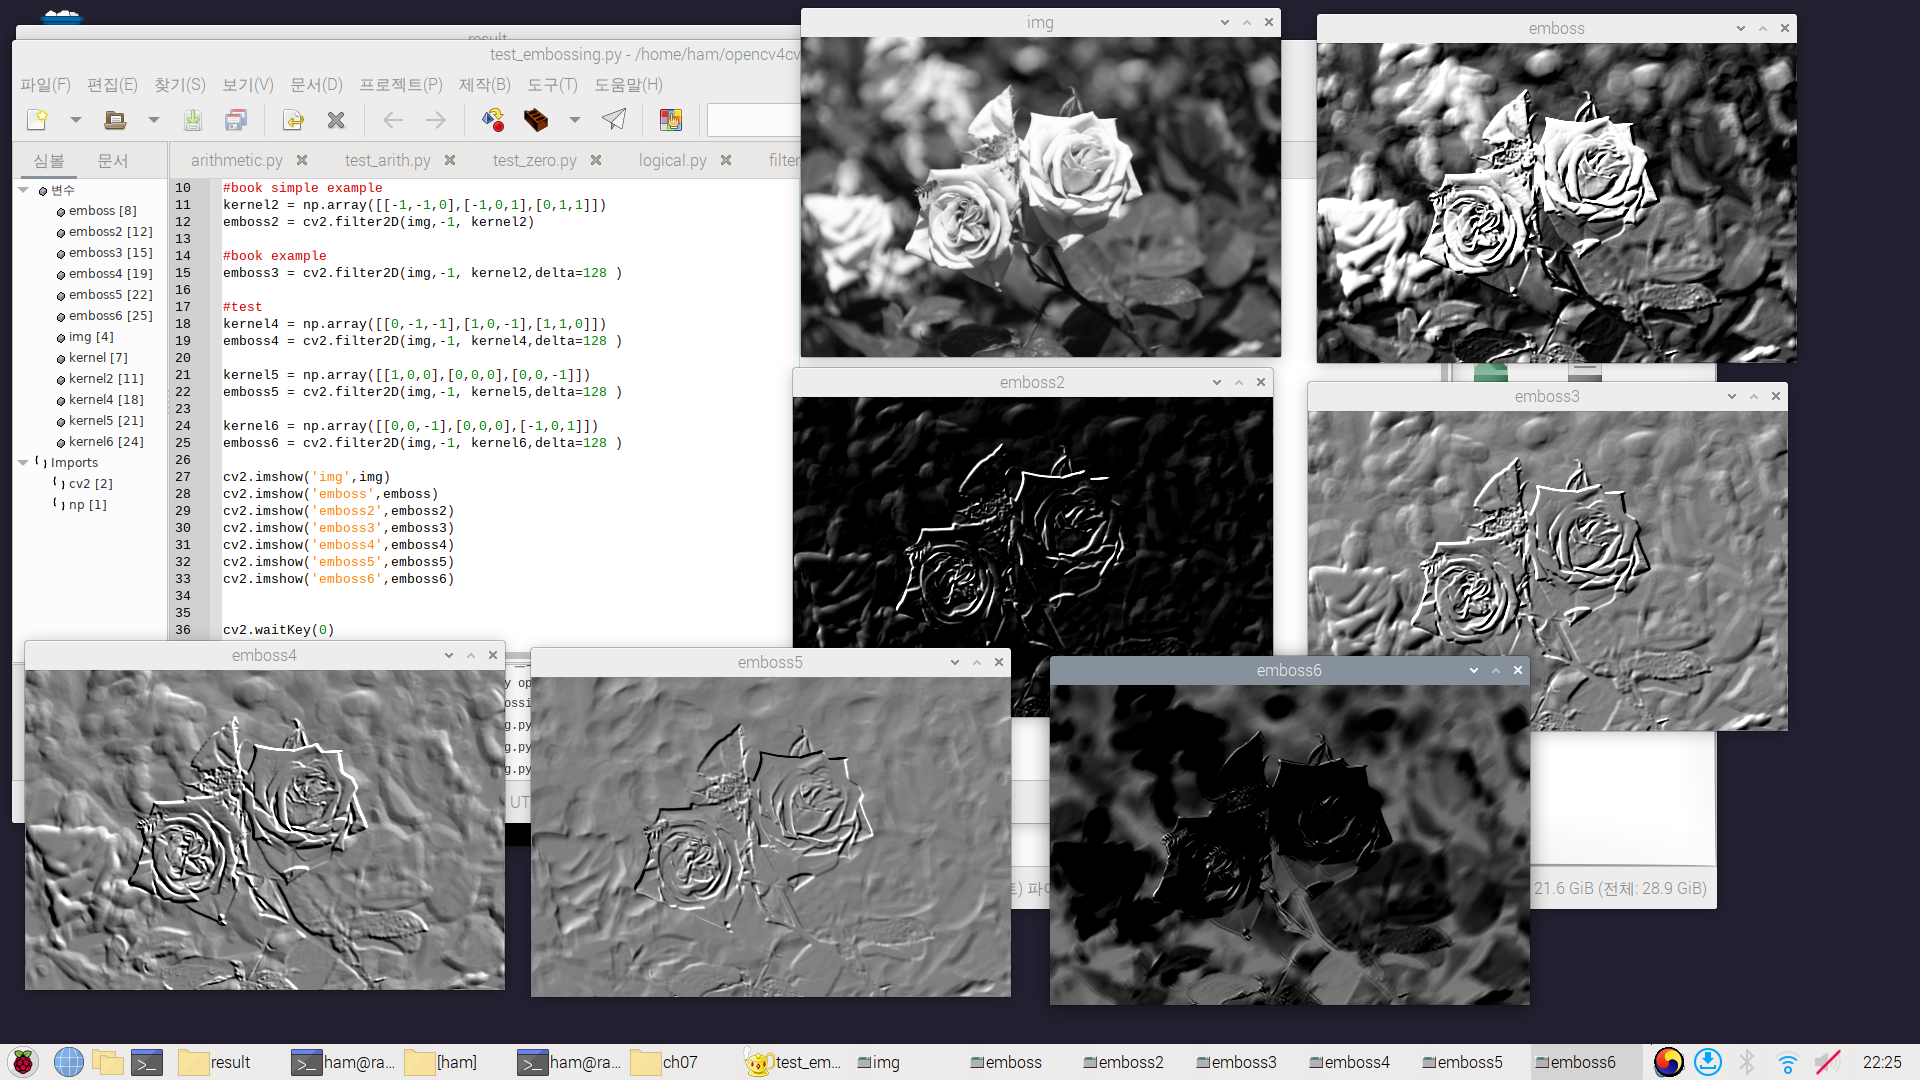 result
test_embossing.py - /home/ham/opencv4cv
파일(F) 편집(E) 찾기(S) 보기(V) 문서(D) 프로젝트(P) 제작(B) 도구(T) 도움말(H)
심볼 문서
arithmetic.py test_arith.py test_zero.py logical.py filter
변수
emboss [8]
emboss2 [12]
emboss3 [15]
emboss4 [19]
emboss5 [22]
emboss6 [25]
img [4]
kernel [7]
kernel2 [11]
kernel4 [18]
kernel5 [21]
kernel6 [24]
Imports
cv2 [2]
np [1]
10 #book simple example
11 kernel2 = np.array([[-1,-1,0],[-1,0,1],[0,1,1]])
12 emboss2 = cv2.filter2D(img,-1, kernel2)
13
14 #book example
15 emboss3 = cv2.filter2D(img,-1, kernel2,delta=128 )
16
17 #test
18 kernel4 = np.array([[0,-1,-1],[1,0,-1],[1,1,0]])
19 emboss4 = cv2.filter2D(img,-1, kernel4,delta=128 )
20
21 kernel5 = np.array([[1,0,0],[0,0,0],[0,0,-1]])
22 emboss5 = cv2.filter2D(img,-1, kernel5,delta=128 )
23
24 kernel6 = np.array([[0,0,-1],[0,0,0],[-1,0,1]])
25 emboss6 = cv2.filter2D(img,-1, kernel6,delta=128 )
26
27 cv2.imshow('img',img)
28 cv2.imshow('emboss',emboss)
29 cv2.imshow('emboss2',emboss2)
30 cv2.imshow('emboss3',emboss3)
31 cv2.imshow('emboss4',emboss4)
32 cv2.imshow('emboss5',emboss5)
33 cv2.imshow('emboss6',emboss6)
34
35
36 cv2.waitKey(0)
img
emboss
emboss2
emboss3
emboss4
emboss5
emboss6
y op
ossi
g.py
g.py
g.py
UT
) 파
21.6 GiB (전체: 28.9 GiB)
result ham@ra... [ham] ham@ra... ch07 test_em... img emboss emboss2 emboss3 emboss4 emboss5 emboss6 22:25